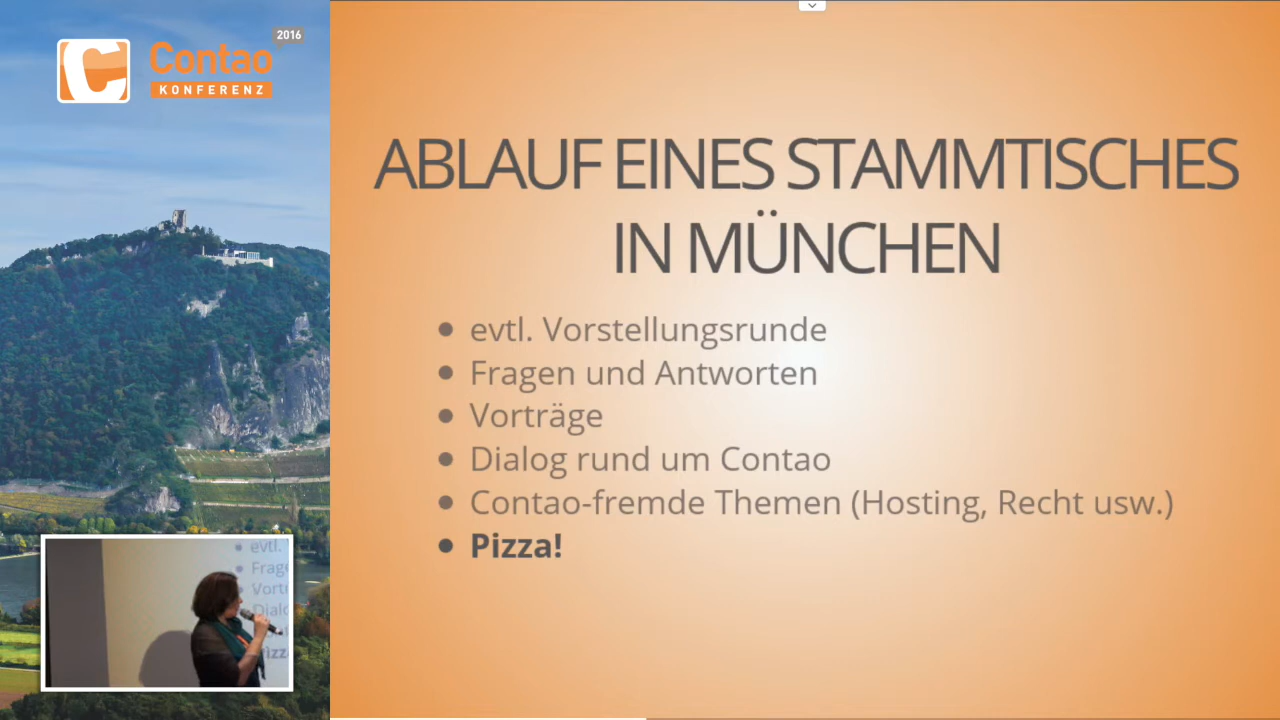 2016
Contao
KONFERENZ
ABLAUF EINES STAMMTISCHES
IN MÜNCHEN
• evtl. Vorstellungsrunde
• Fragen und Antworten
• Vorträge
• Dialog rund um Contao
• Contao-fremde Themen (Hosting, Recht usw.)
• Pizza!
• evtl.